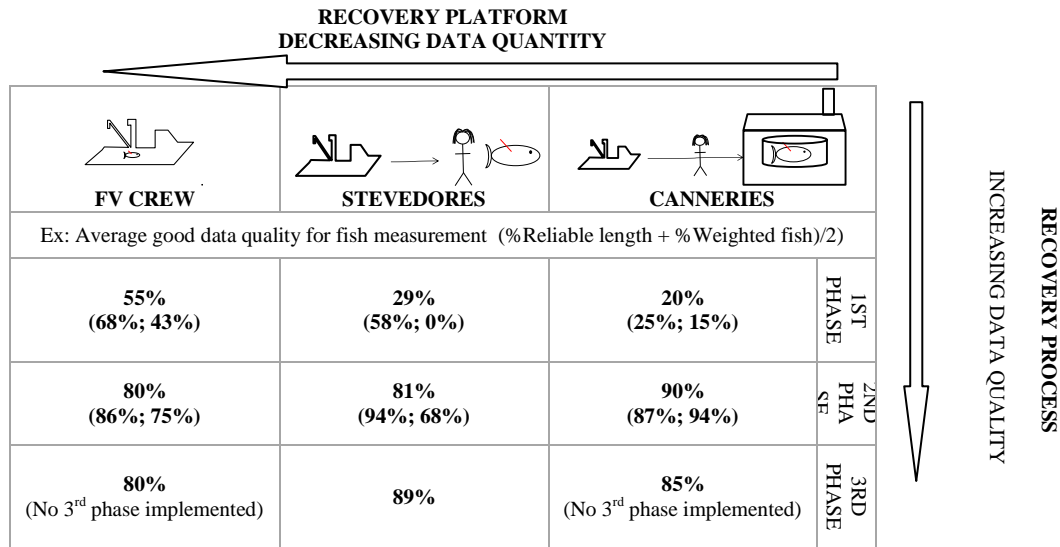 RECOVERY PLATFORM
DECREASING DATA QUANTITY
FV CREW
STEVEDORES
CANNERIES
Ex: Average good data quality for fish measurement (%Reliable length + %Weighted fish)/2)
55%
(68%; 43%)
29%
(58%; 0%)
20%
(25%; 15%)
1ST
PHASE
80%
(86%; 75%)
81%
(94%; 68%)
90%
(87%; 94%)
2ND
PHA
SE
80%
(No 3rd phase implemented)
89%
85%
(No 3rd phase implemented)
3RD
PHASE
RECOVERY PROCESS
INCREASING DATA QUALITY